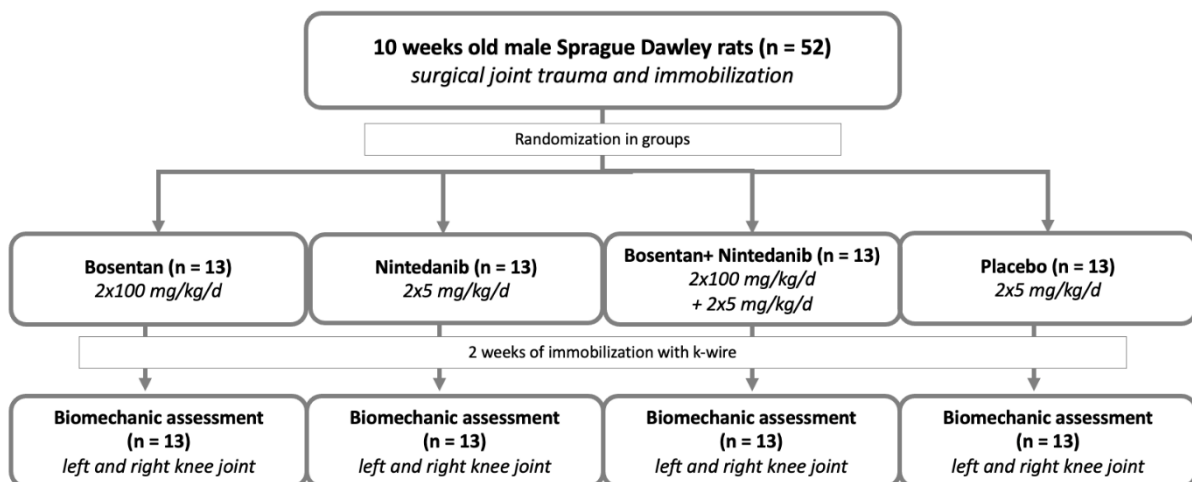 10 weeks old male Sprague Dawley rats (n = 52)
surgical joint trauma and immobilization
Randomization in groups
Bosentan (n = 13)
2x100 mg/kg/d
Nintedanib (n = 13)
2x5 mg/kg/d
Bosentan+ Nintedanib (n = 13)
2x100 mg/kg/d
+ 2x5 mg/kg/d
Placebo (n = 13)
2x5 mg/kg/d
2 weeks of immobilization with k-wire
Biomechanic assessment
(n = 13)
left and right knee joint
Biomechanic assessment
(n = 13)
left and right knee joint
Biomechanic assessment
(n = 13)
left and right knee joint
Biomechanic assessment
(n = 13)
left and right knee joint